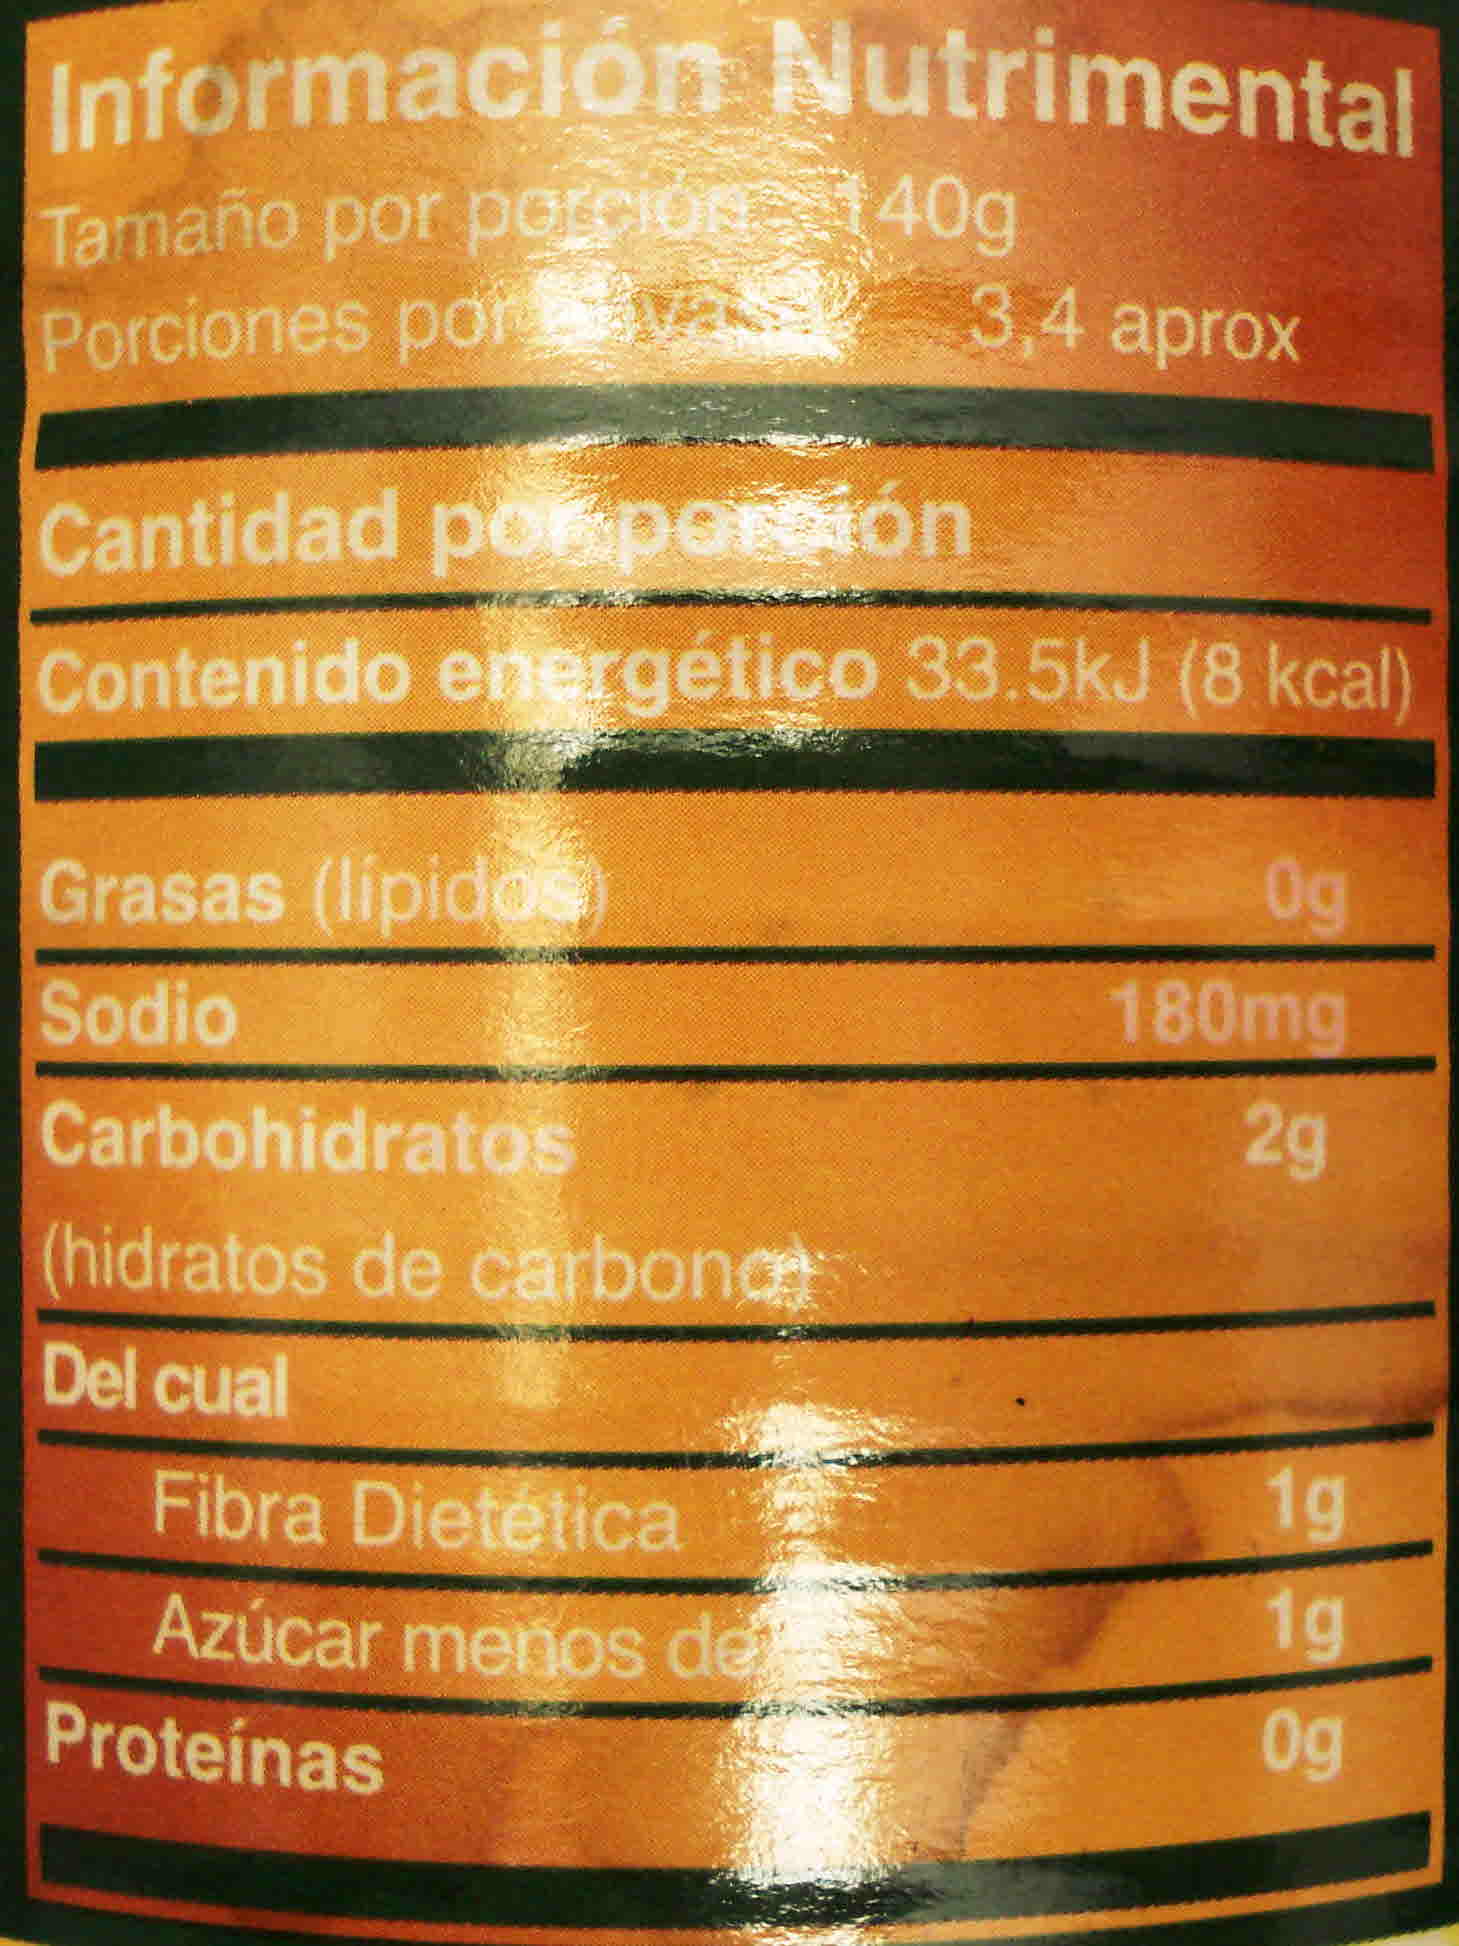 Información Nutrimental
Tamaño por porción 140g
Porciones por 3,4 aprox
Cantidad por porción
Contenido energético 33.5kJ (8 kcal)
Grasas (lípidos) 0g
Sodio 180mg
Carbohidratos 2g
(hidratos de carbono)
Del cual
Fibra Dietética 1g
Azúcar menos de 1g
Proteínas 0g